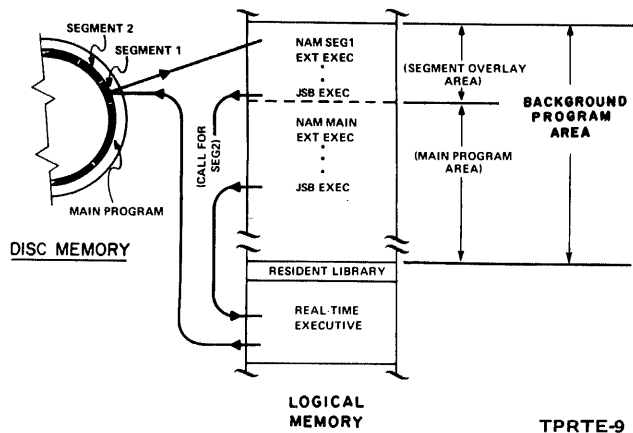 SEGMENT 2
SEGMENT 1
MAIN PROGRAM
DISC MEMORY
(CALL FOR
SEG2)
NAM SEG1
EXT EXEC
JSB EXEC
NAM MAIN
EXT EXEC
JSB EXEC
RESIDENT LIBRARY
REAL-TIME
EXECUTIVE
LOGICAL
MEMORY
(SEGMENT OVERLAY
AREA)
(MAIN PROGRAM
AREA)
BACKGROUND
PROGRAM
AREA
TPRTE-9